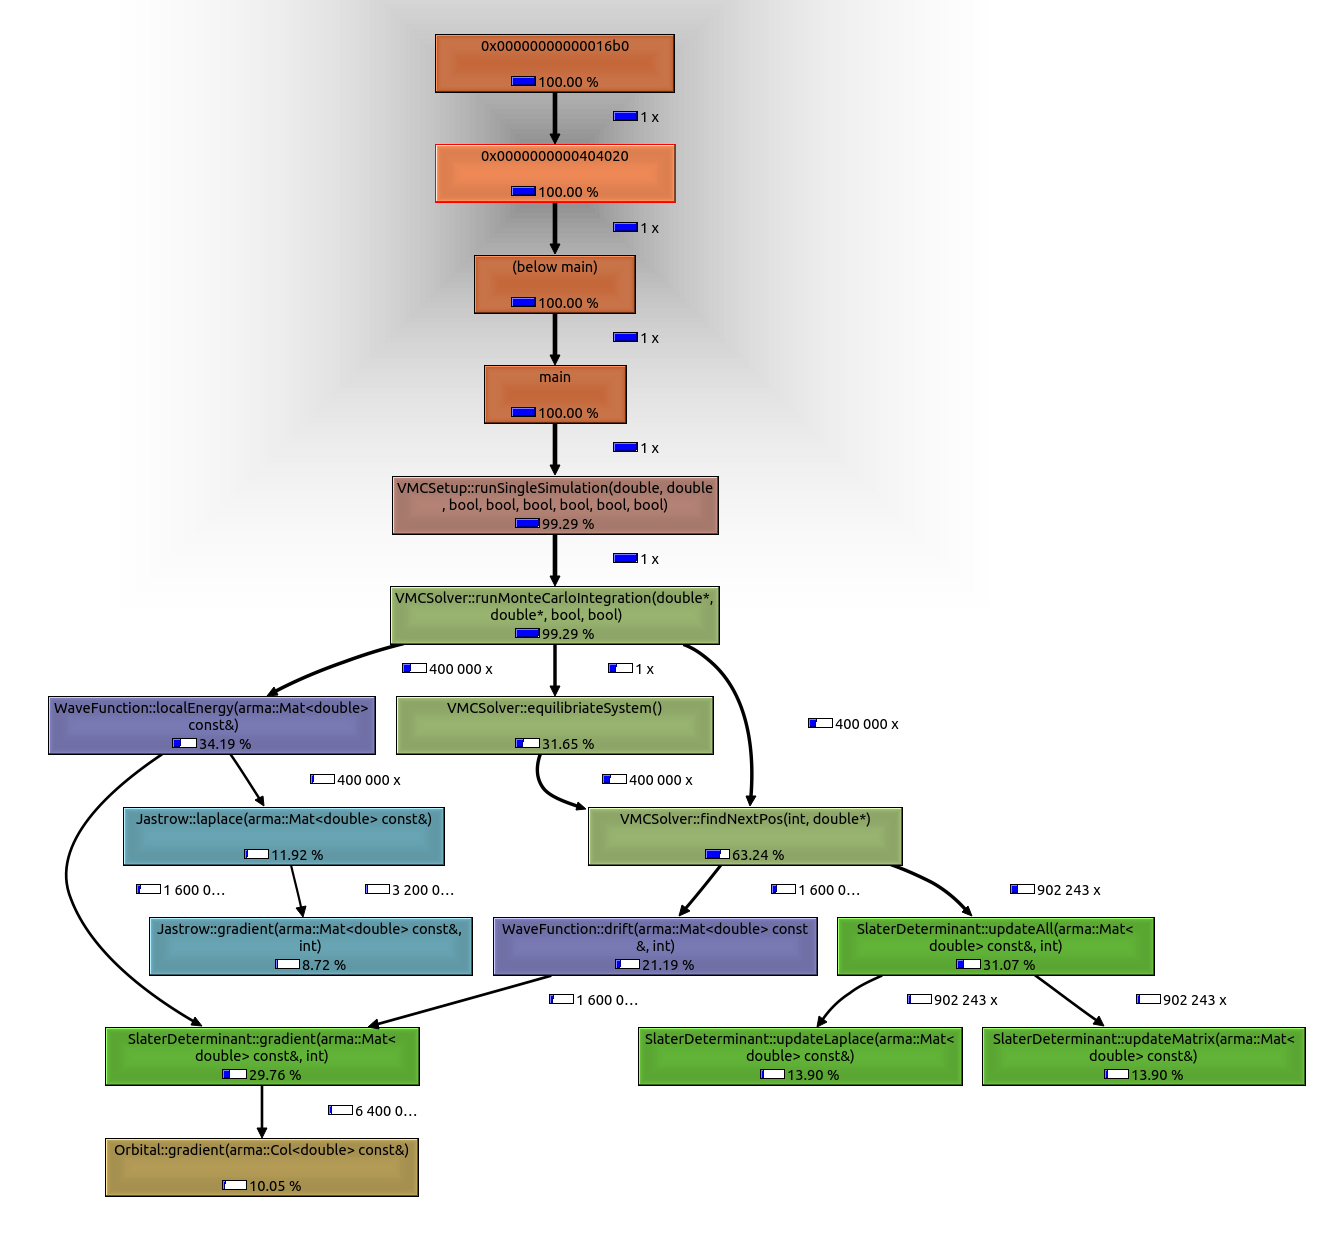 0x00000000000016b0
100.00 %
1 x
0x0000000000404020
100.00 %
1 x
(below main)
100.00 %
1 x
main
100.00 %
1 x
VMCSetup::runSingleSimulation(double, double
, bool, bool, bool, bool, bool, bool)
99.29 %
1 x
VMCSolver::runMonteCarloIntegration(double*,
double*, bool, bool)
99.29 %
400 000 x
1 x
400 000 x
WaveFunction::localEnergy(arma::Mat<double>
const&)
34.19 %
VMCSolver::equilibriateSystem()
31.65 %
400 000 x
400 000 x
Jastrow::laplace(arma::Mat<double> const&)
11.92 %
VMCSolver::findNextPos(int, double*)
63.24 %
1 600 0...
3 200 0...
1 600 0...
902 243 x
Jastrow::gradient(arma::Mat<double> const&,
int)
8.72 %
WaveFunction::drift(arma::Mat<double> const
&, int)
21.19 %
SlaterDeterminant::updateAll(arma::Mat<
double> const&, int)
31.07 %
1 600 0...
902 243 x
902 243 x
SlaterDeterminant::gradient(arma::Mat<
double> const&, int)
29.76 %
SlaterDeterminant::updateLaplace(arma::Mat<
double> const&)
13.90 %
SlaterDeterminant::updateMatrix(arma::Mat<
double> const&)
13.90 %
6 400 0...
Orbital::gradient(arma::Col<double> const&)
10.05 %